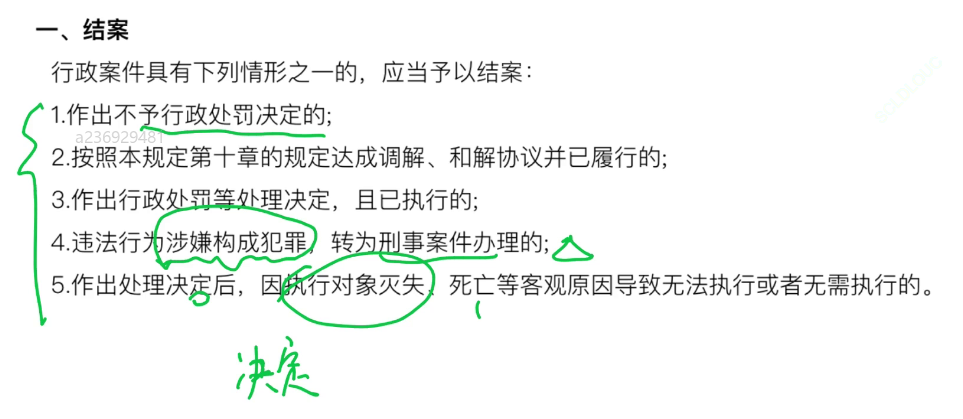 一、结案
行政案件具有下列情形之一的，应当予以结案：
1.作出不予行政处罚决定的;
a236929481
2.按照本规定第十章的规定达成调解、和解协议并已履行的;
3.作出行政处罚等处理决定，且已执行的;
4.违法行为涉嫌构成犯罪，转为刑事案件办理的;
5.作出处理决定后，因执行对象灭失、死亡等客观原因导致无法执行或者无需执行的。
决定